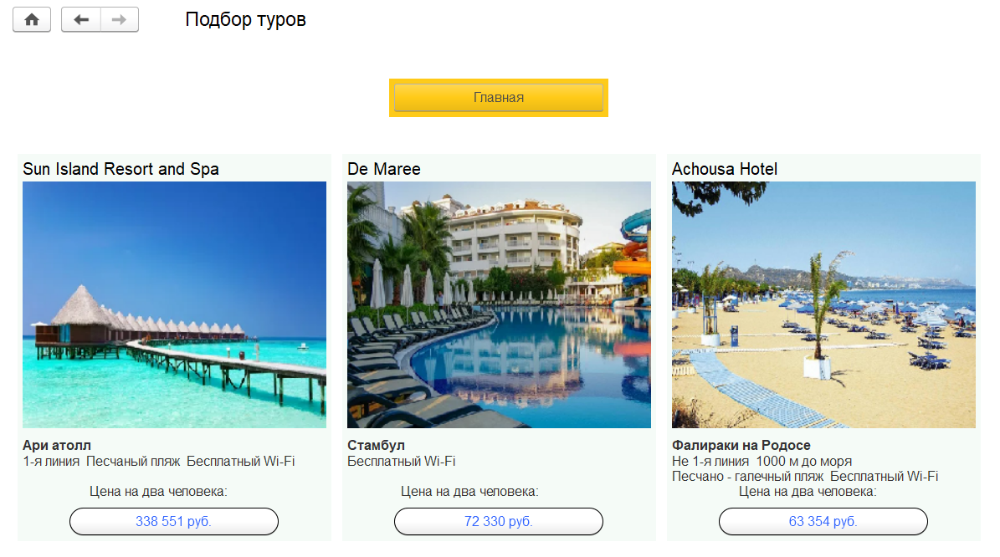 Подбор туров
Главная
Sun Island Resort and Spa
Ари атолл
1-я линия Песчаный пляж Бесплатный Wi-Fi
Цена на два человека:
338 551 руб.
De Maree
Стамбул
Бесплатный Wi-Fi
Цена на два человека:
72 330 руб.
Achousa Hotel
Фалираки на Родосе
Не 1-я линия 1000 м до моря
Песчано - галечный пляж Бесплатный Wi-Fi
Цена на два человека:
63 354 руб.